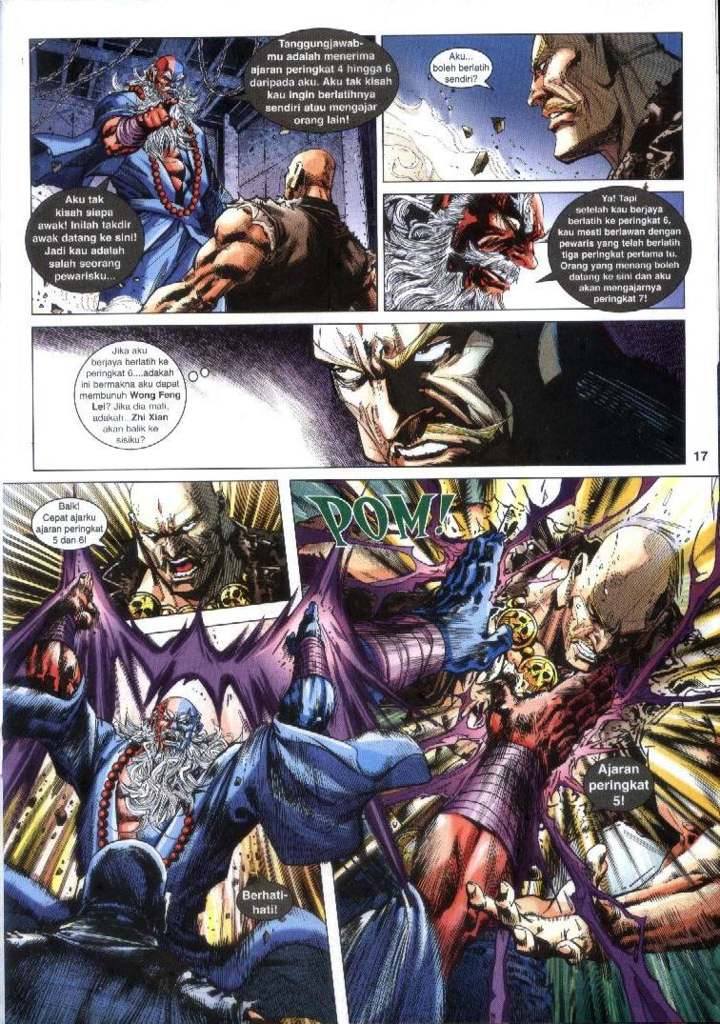 Tanggungjawab-
mu adalah menerima
ajaran peringkat 4 hingga 6
daripada aku. Aku tak kisah
kau ingin berlatihnya
sendiri atau mengajar
orang lain!
Aku tak
kisah siapa
awak! Inilah takdir
awak datang ke sini!
Jadi kau adalah
salah seorang
pewarisku...
Aku...
boleh berlatih
sendiri?
Ya! Tapi
setelah kau berjaya
berlatih ke peringkat 6,
kau mesti berlawan dengan
pewaris yang telah berlatih
tiga peringkat pertama tu.
Orang yang menang boleh
datang ke sini dan aku
akan mengajarnya
peringkat 7!
Jika aku
berjaya berlatih ke
peringkat 6....adakah
ini bermakna aku dapat
membunuh Wong Feng
Lei? Jika dia mati,
adakah Zhi Xian
akan balik ke
sisiku?
17
Baik!
Cepat ajarku
ajaran peringkat
5 dan 6!
POM!
Ajaran
peringkat
5!
Berhati-
hati!